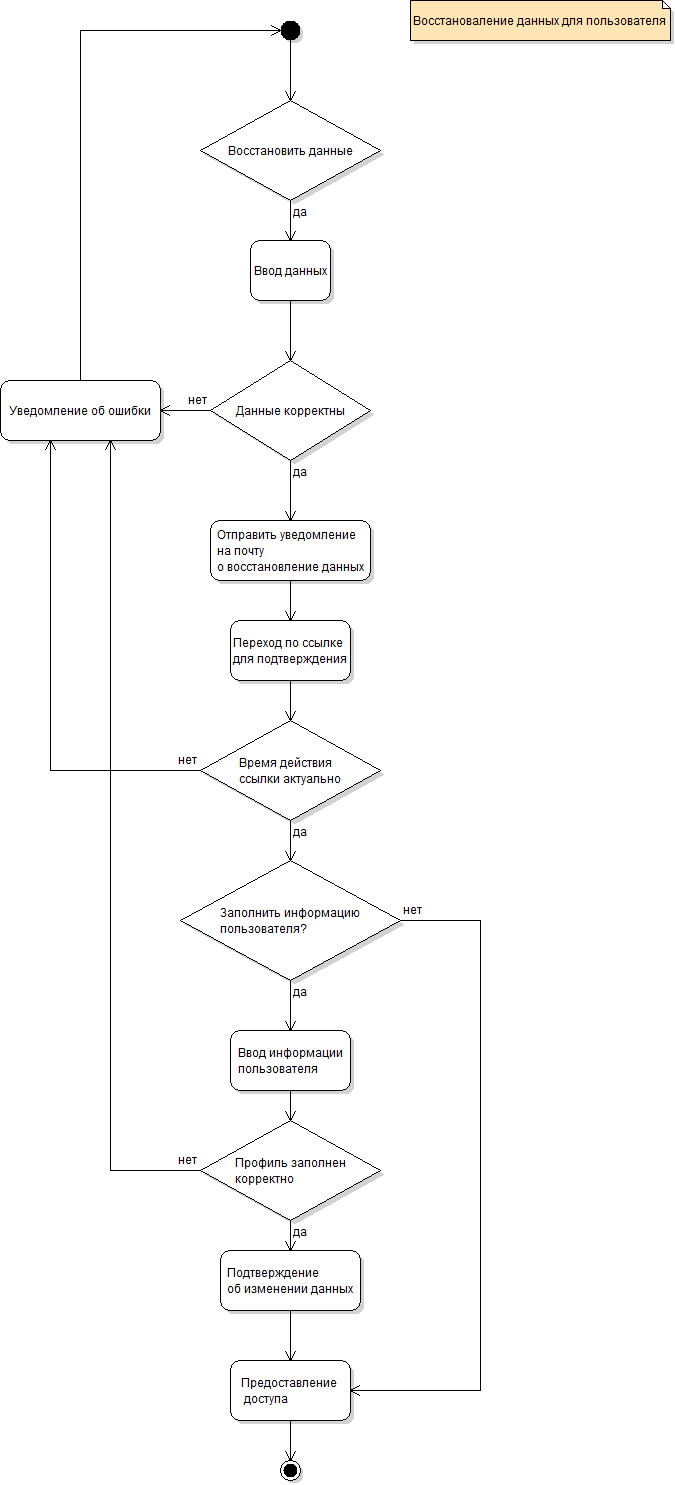 Восстановаление данных для пользователя
Восстановить данные
да
Ввод данных
Уведомление об ошибки
нет
Данные корректны
да
Отправить уведомление
на почту
о восстановление данных
Переход по ссылке
для подтверждения
нет
Время действия
ссылки актуально
да
Заполнить информацию
пользователя?
нет
да
Ввод информации
пользователя
нет
Профиль заполнен
корректно
да
Подтверждение
об изменении данных
Предоставление
доступа